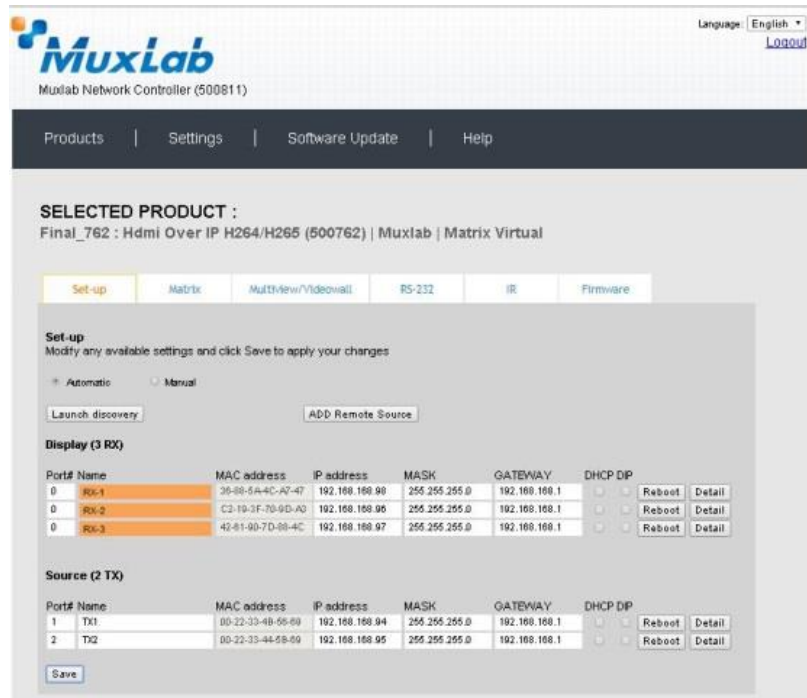 Language: English
Logout
MuxLab
Muxlab Network Controller (500811)
Products | Settings | Software Update | Help
SELECTED PRODUCT :
Final_762 : Hdmi Over IP H264/H265 (500762) | Muxlab | Matrix Virtual
Set-up Matrix Multiview/Videowall RS-232 IR Firmware
Set-up
Modify any available settings and click Save to apply your changes
Automatic Manual
Launch discovery ADD Remote Source
Display (3 RX)
Port# Name MAC address IP address MASK GATEWAY DHCP DIP
0 RX-1 192.168.168.98 255.255.255.0 192.168.168.1 Reboot Detail
0 RX-2 192.168.168.96 255.255.255.0 192.168.168.1 Reboot Detail
0 RX-3 192.168.168.97 255.255.255.0 192.168.168.1 Reboot Detail
Source (2 TX)
Port# Name MAC address IP address MASK GATEWAY DHCP DIP
1 TX1 192.168.168.94 255.255.255.0 192.168.168.1 Reboot Detail
2 TX2 192.168.168.95 255.255.255.0 192.168.168.1 Reboot Detail
Save